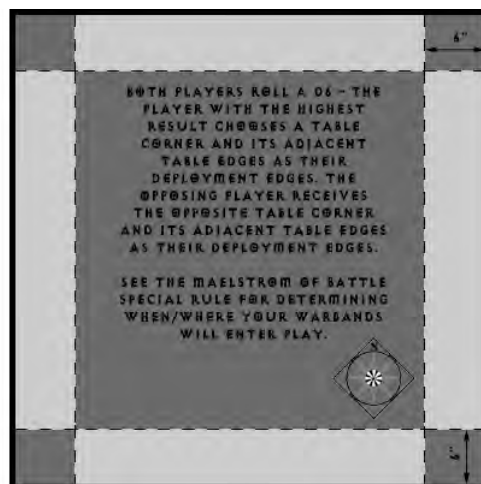 6"
BOTH PLAYERS ROLL A D6 – THE
PLAYER WITH THE HIGHEST
RESULT CHOOSES A TABLE
CORNER AND ITS ADJACENT
TABLE EDGES AS THEIR
DEPLOYMENT EDGES. THE
OPPOSING PLAYER RECEIVES
THE OPPOSITE TABLE CORNER
AND ITS ADJACENT TABLE EDGES
AS THEIR DEPLOYMENT EDGES.
SEE THE MAELSTROM OF BATTLE
SPECIAL RULE FOR DETERMINING
WHEN/WHERE YOUR WARBANDS
WILL ENTER PLAY.
N
6"